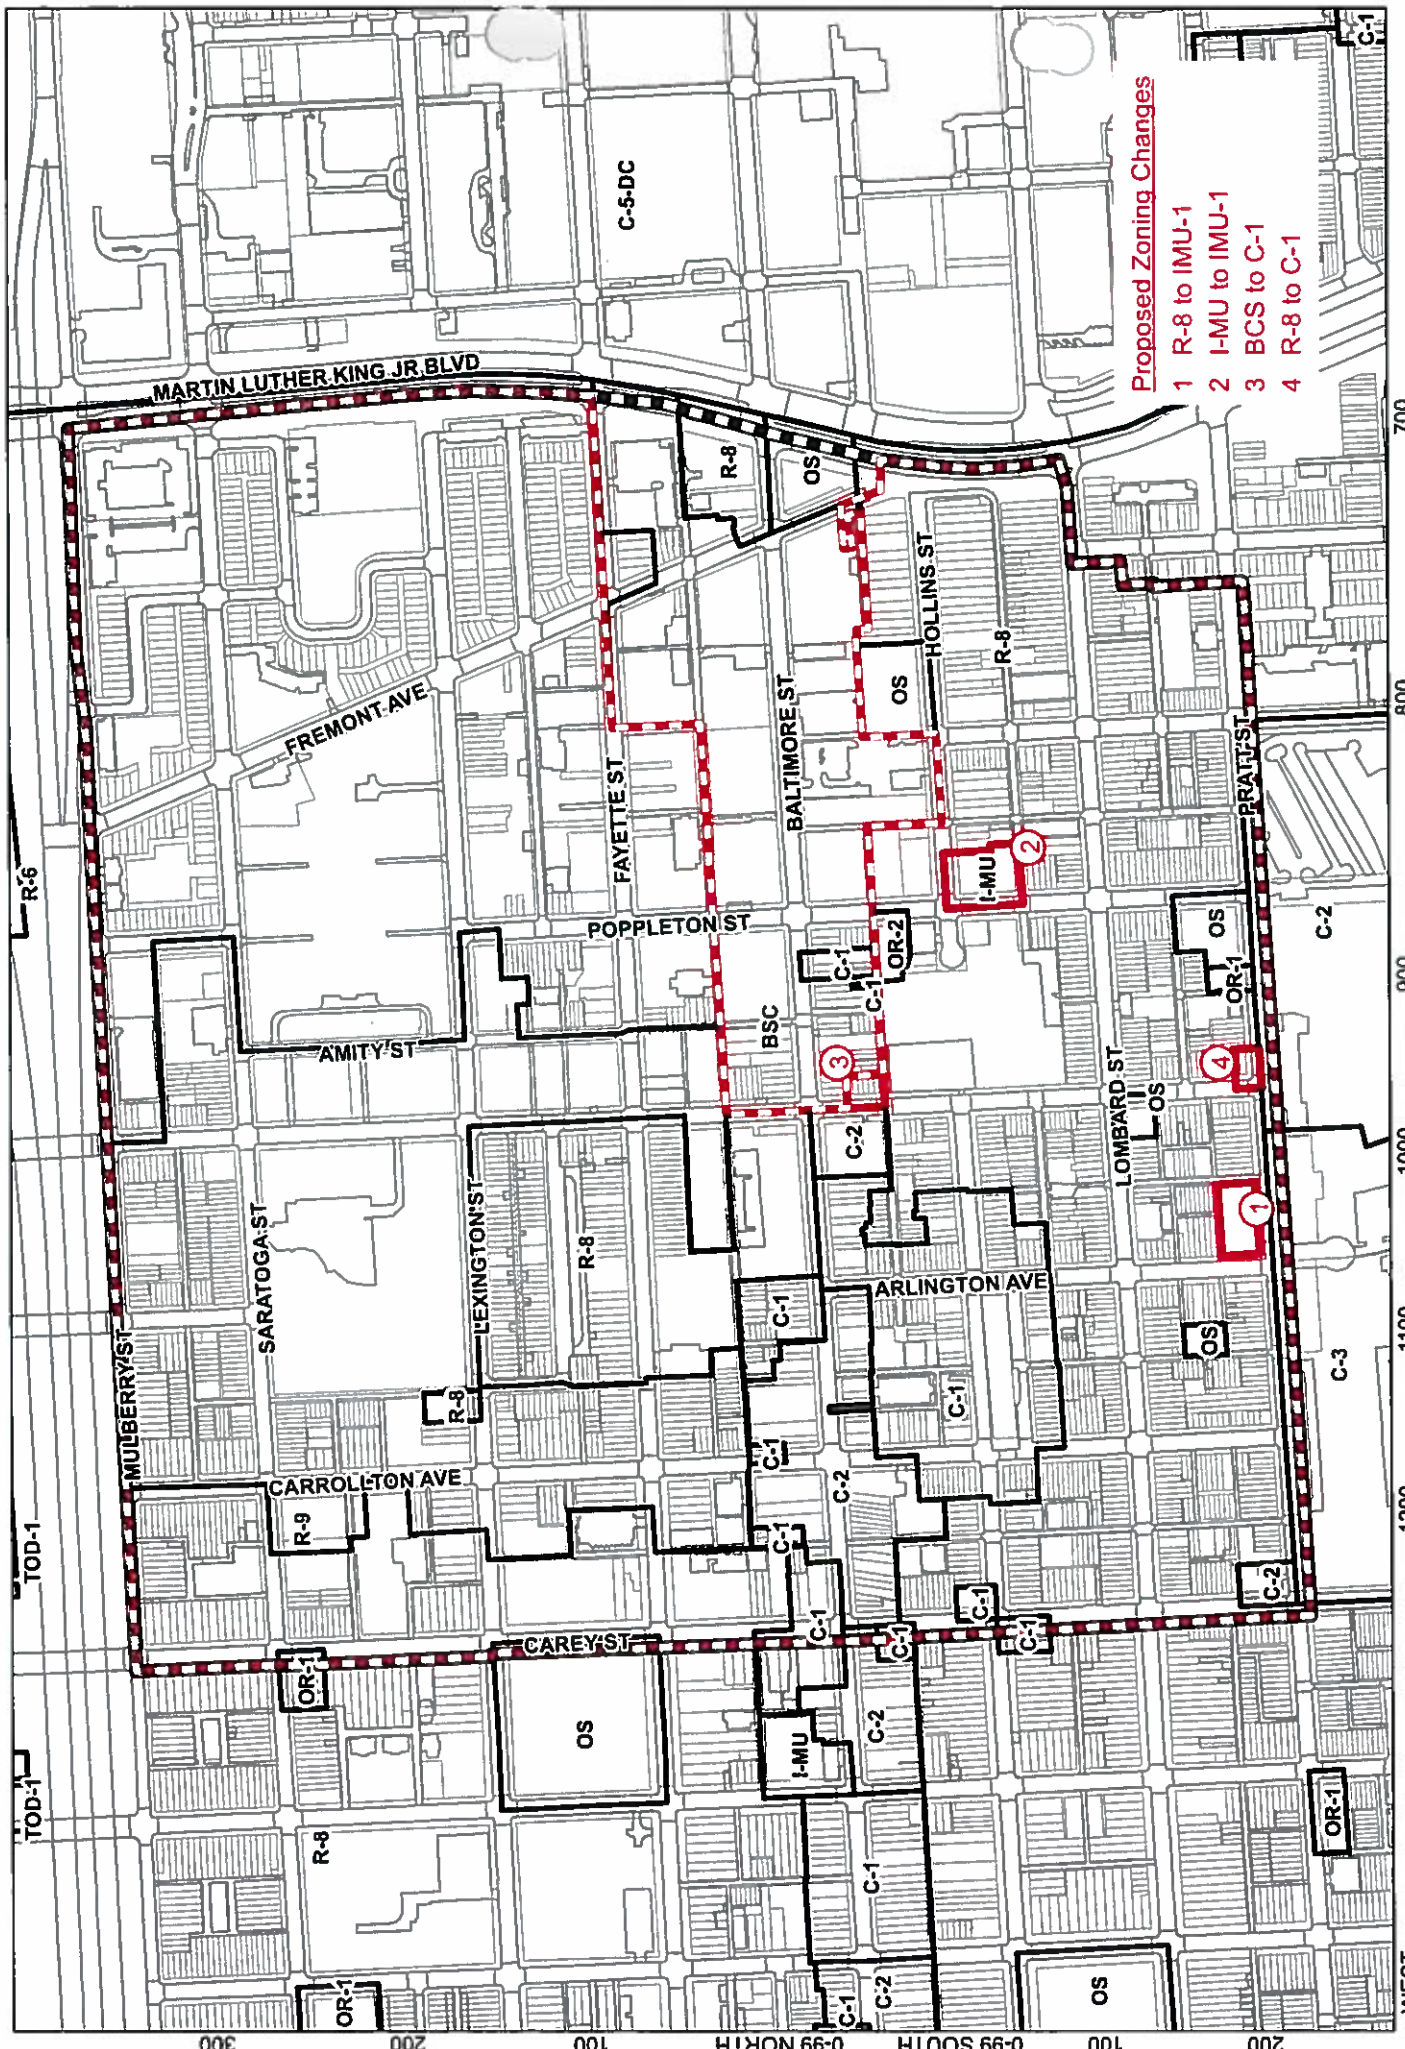 C-1
C-5-DC
Proposed Zoning Changes
1 R-8 to IMU-1
2 I-MU to IMU-1
3 BCS to C-1
4 R-8 to C-1
MARTIN LUTHER KING JR BLVD
R-8
OS
HOLLINS ST
R-8
OS
FREMONT AVE
FAYETTE ST
BALTIMORE ST
PRATT ST
R-6
I-MU
2
POPPLETON ST
C-1
OR-2
C-1
OS
OR-1
C-2
AMITY ST
BSC
3
4
LOMBARD ST
OS
C-2
1
SARATOGA ST
LEXINGTON ST
R-8
C-1
ARLINGTON AVE
OS
C-3
MULBERRY ST
R-8
C-1
C-1
C-2
CARROLLTON AVE
R-9
C-1
TOD-1
C-1
C-1
C-2
CAREY ST
C-1
C-1
OR-1
OS
I-MU
C-2
TOD-1
R-8
C-1
OR-1
OR-1
C-1
C-2
OS
700
800
900
1000
1100
1200
WEST
300
200
100
0-99 NORTH
0-99 SOUTH
100
200